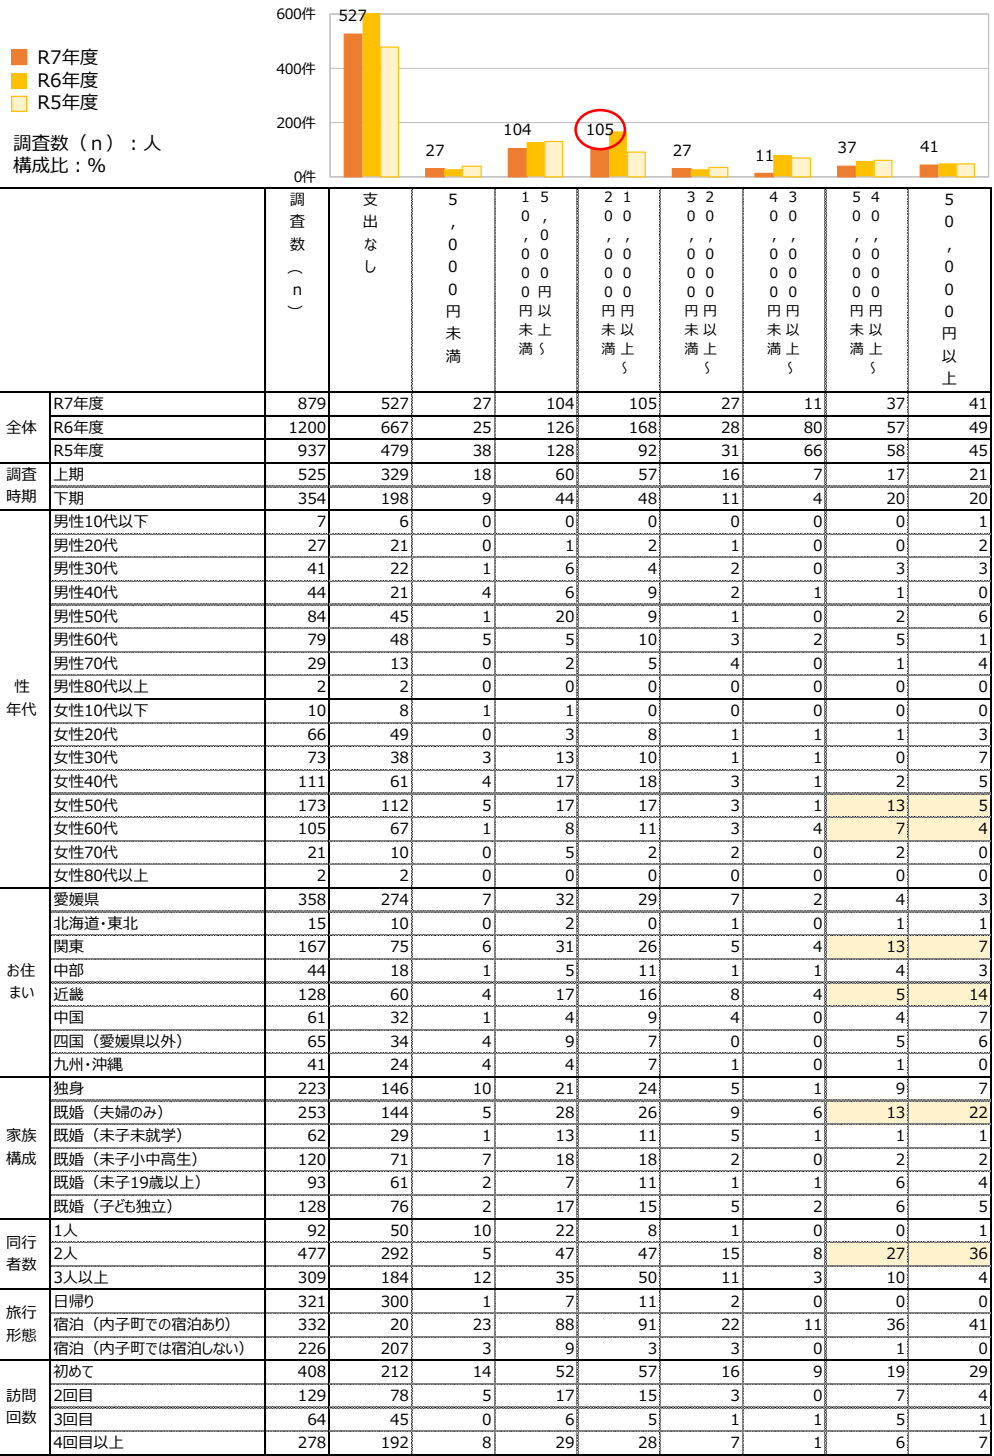 600件
400件
200件
0件
R7年度
R6年度
R5年度
調査数（n）：人
構成比：%
527
27
104
105
27
11
37
41
調査数（n）
支出なし
5,000円未満
5,000円以上～
10,000円未満
10,000円以上～
20,000円未満
20,000円以上～
30,000円未満
30,000円以上～
40,000円未満
40,000円以上～
50,000円未満
50,000円以上
全体
R7年度 879 527 27 104 105 27 11 37 41
R6年度 1200 667 25 126 168 28 80 57 49
R5年度 937 479 38 128 92 31 66 58 45
調査時期
上期 525 329 18 60 57 16 7 17 21
下期 354 198 9 44 48 11 4 20 20
性年代
男性10代以下 7 6 0 0 0 0 0 0 1
男性20代 27 21 0 1 2 1 0 0 2
男性30代 41 22 1 6 4 2 0 3 3
男性40代 44 21 4 6 9 2 1 1 0
男性50代 84 45 1 20 9 1 0 2 6
男性60代 79 48 5 5 10 3 2 5 1
男性70代 29 13 0 2 5 4 0 1 4
男性80代以上 2 2 0 0 0 0 0 0 0
女性10代以下 10 8 1 1 0 0 0 0 0
女性20代 66 49 0 3 8 1 1 1 3
女性30代 73 38 3 13 10 1 1 0 7
女性40代 111 61 4 17 18 3 1 2 5
女性50代 173 112 5 17 17 3 1 13 5
女性60代 105 67 1 8 11 3 4 7 4
女性70代 21 10 0 5 2 2 0 2 0
女性80代以上 2 2 0 0 0 0 0 0 0
お住まい
愛媛県 358 274 7 32 29 7 2 4 3
北海道・東北 15 10 0 2 0 1 0 1 1
関東 167 75 6 31 26 5 4 13 7
中部 44 18 1 5 11 1 1 4 3
近畿 128 60 4 17 16 8 4 5 14
中国 61 32 1 4 9 4 0 4 7
四国（愛媛県以外） 65 34 4 9 7 0 0 5 6
九州・沖縄 41 24 4 4 7 1 0 1 0
家族構成
独身 223 146 10 21 24 5 1 9 7
既婚（夫婦のみ） 253 144 5 28 26 9 6 13 22
既婚（末子未就学） 62 29 1 13 11 5 1 1 1
既婚（末子小中高生） 120 71 7 18 18 2 0 2 2
既婚（末子19歳以上） 93 61 2 7 11 1 1 6 4
既婚（子ども独立） 128 76 2 17 15 5 2 6 5
同行者数
1人 92 50 10 22 8 1 0 0 1
2人 477 292 5 47 47 15 8 27 36
3人以上 309 184 12 35 50 11 3 10 4
旅行形態
日帰り 321 300 1 7 11 2 0 0 0
宿泊（内子町での宿泊あり） 332 20 23 88 91 22 11 36 41
宿泊（内子町では宿泊しない） 226 207 3 9 3 3 0 1 0
訪問回数
初めて 408 212 14 52 57 16 9 19 29
2回目 129 78 5 17 15 3 0 7 4
3回目 64 45 0 6 5 1 1 5 1
4回目以上 278 192 8 29 28 7 1 6 7